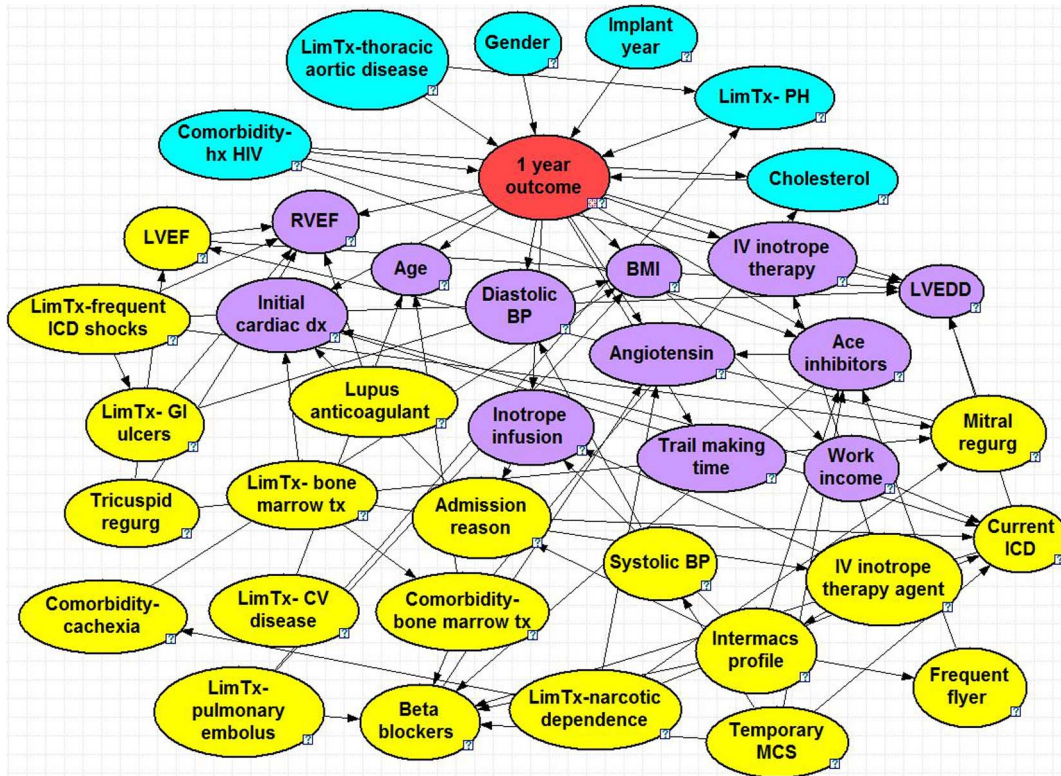 LimTx-thoracic
aortic disease
Gender
Implant
year
LimTx- PH
Comorbidity-
hx HIV
1 year
outcome
Cholesterol
LVEF
RVEF
Age
BMI
IV inotrope
therapy
LVEDD
LimTx-frequent
ICD shocks
Initial
cardiac dx
Diastolic
BP
Angiotensin
Ace
inhibitors
LimTx- GI
ulcers
Lupus
anticoagulant
Inotrope
infusion
Trail making
time
Work
income
Mitral
regurg
Tricuspid
regurg
LimTx- bone
marrow tx
Admission
reason
Systolic BP
IV inotrope
therapy agent
Current
ICD
Comorbidity-
cachexia
LimTx- CV
disease
Comorbidity-
bone marrow tx
Intermacs
profile
Frequent
flyer
LimTx-
pulmonary
embolus
Beta
blockers
LimTx-narcotic
dependence
Temporary
MCS